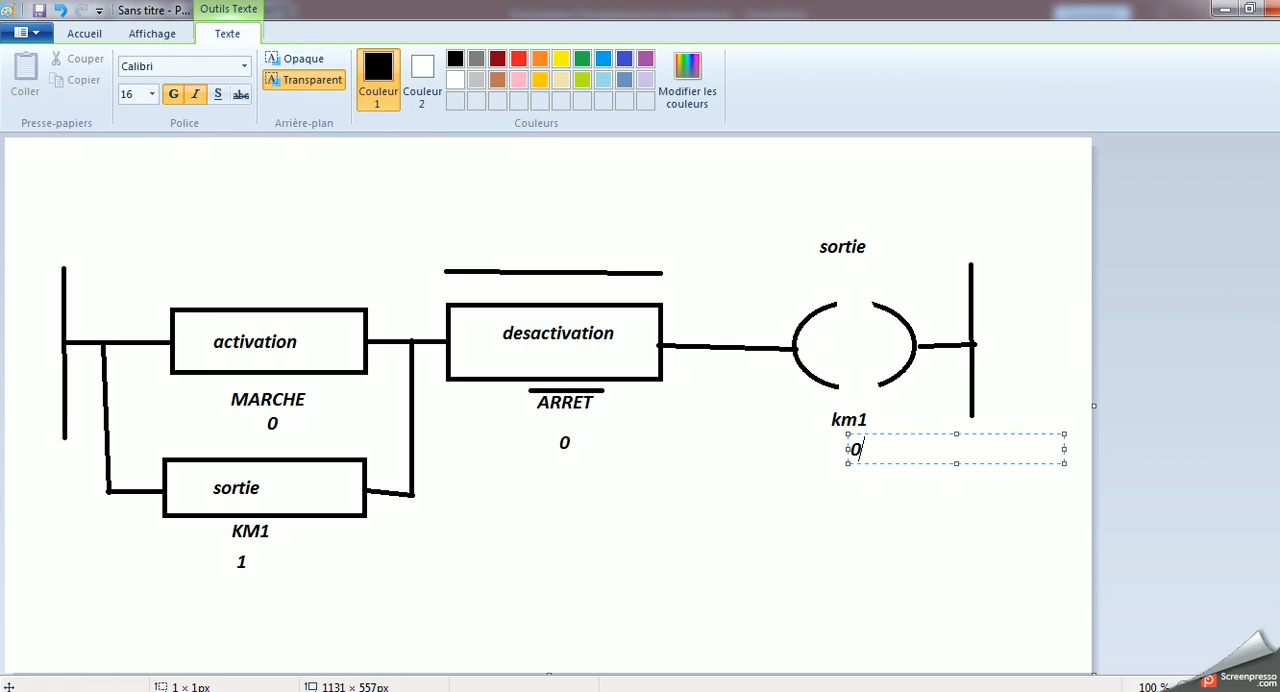 Sans titre - P...
Outils Texte
Accueil
Affichage
Texte
Coller
Couper
Copier
Presse-papiers
Calibri
16
G I S abc
Police
Opaque
Transparent
Arrière-plan
Couleur
1
Couleur
2
Modifier les
couleurs
Couleurs
sortie
activation
desactivation
MARCHE
0
ARRET
0
km1
0
sortie
KM1
1
1 × 1px
1131 × 557px
100 %
Screenpresso
.com